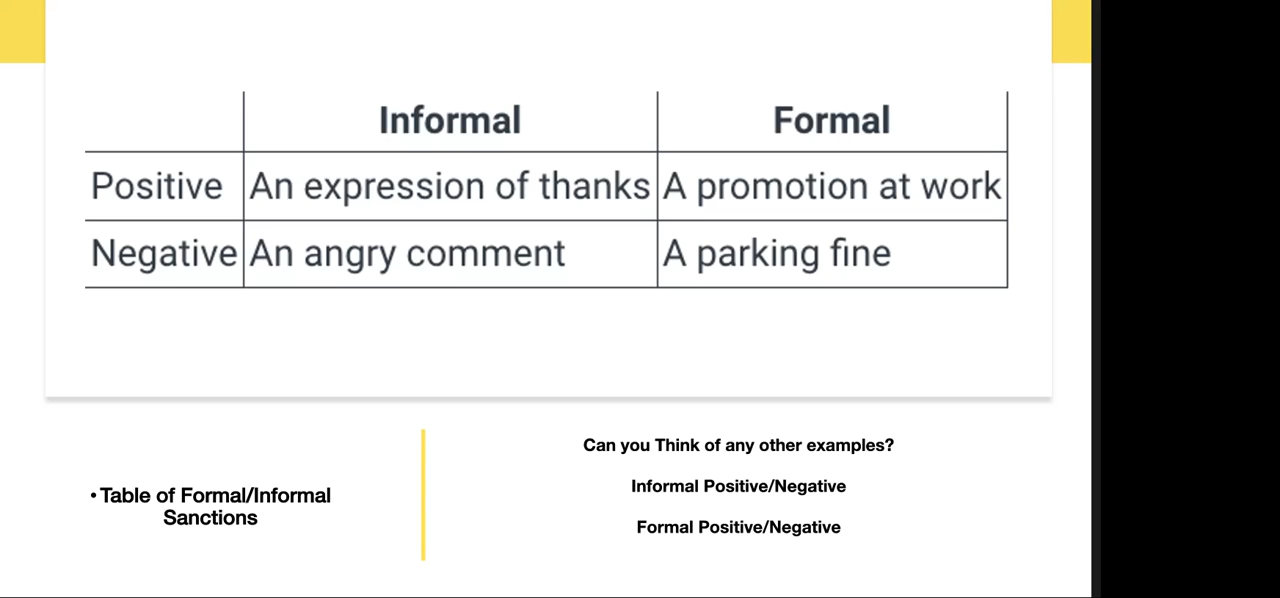 Informal Formal
Positive An expression of thanks A promotion at work
Negative An angry comment A parking fine
• Table of Formal/Informal
Sanctions
Can you Think of any other examples?
Informal Positive/Negative
Formal Positive/Negative